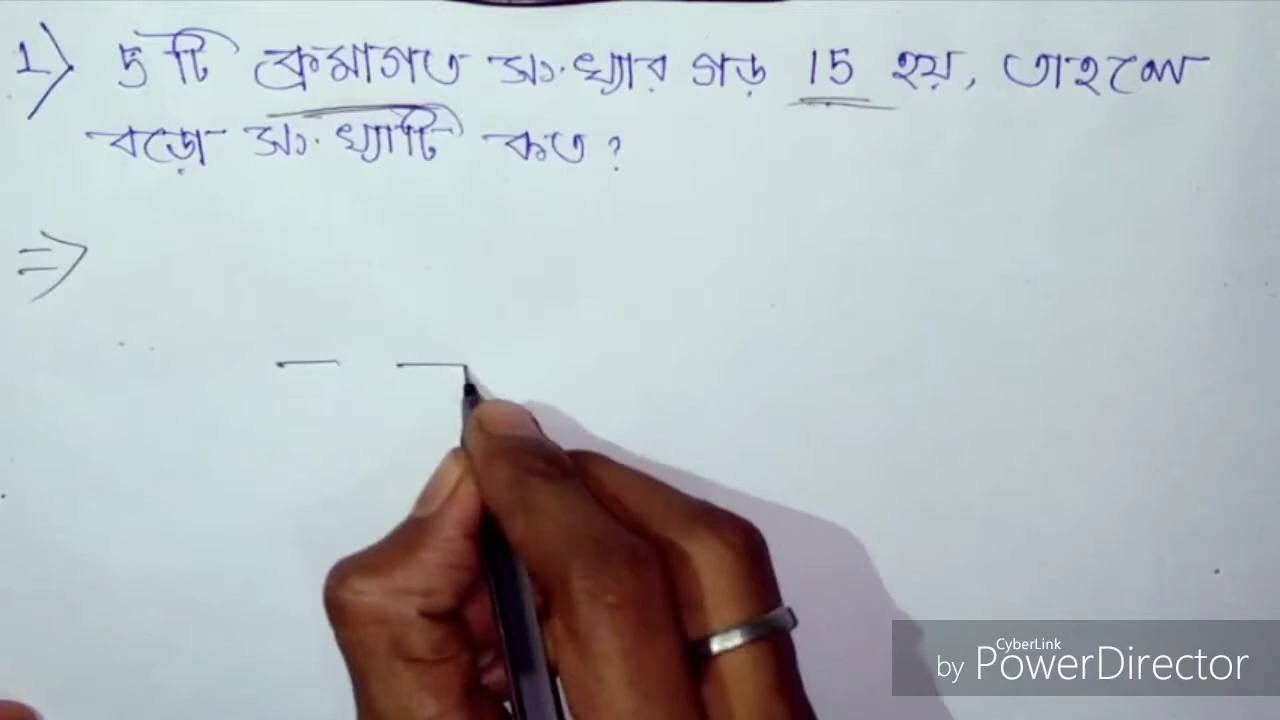 1) 5 টি ক্রমাগত সংখ্যার গড় 15 হয়, তাহলে
বড়ো সংখ্যাটি কত?
⇒
CyberLink
by PowerDirector